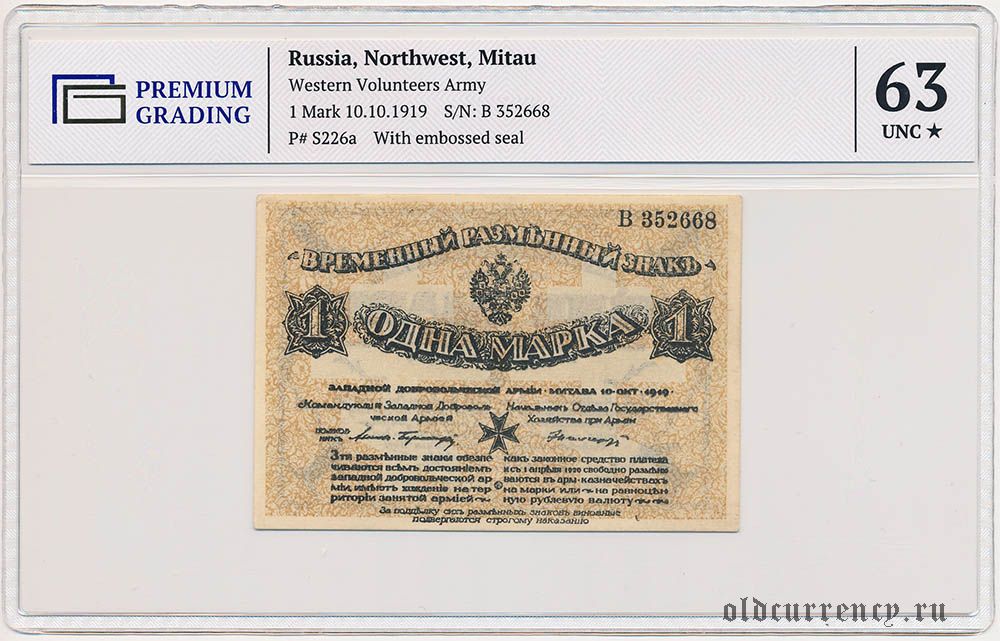 PREMIUM
GRADING
Russia, Northwest, Mitau
Western Volunteers Army
1 Mark 10.10.1919 S/N: B 352668
P# S226a With embossed seal
63
UNC ★
В 352668
ВРЕМЕННЫЙ РАЗМѢННЫЙ ЗНАКЪ
1 ОДНА МАРКА 1
ЗАПАДНОЙ ДОБРОВОЛЬЧЕСКОЙ АРМІИ · МИТАВА 10 ОКТ · 1919 ·
Командующій Западной Доброволь
ческой Арміей
полков
никъ
Начальникъ Отдѣла Государственнаго
Хозяйства при Арміи
Эти размѣнные знаки обезпе
чиваются всѣмъ достояніемъ
западной добровольческой ар
міи, имѣютъ хожденіе на тер
риторіи занятой арміей
какъ законное средство платежа
и съ 1 апрѣля 1920 свободно размѣни
ваются въ арм · казначействахъ
на марки или на равноцѣн
ную рублевую валюту
За поддѣлку сихъ размѣнныхъ знаковъ виновные
подвергаются строгому наказанію
oldcurrency.ru